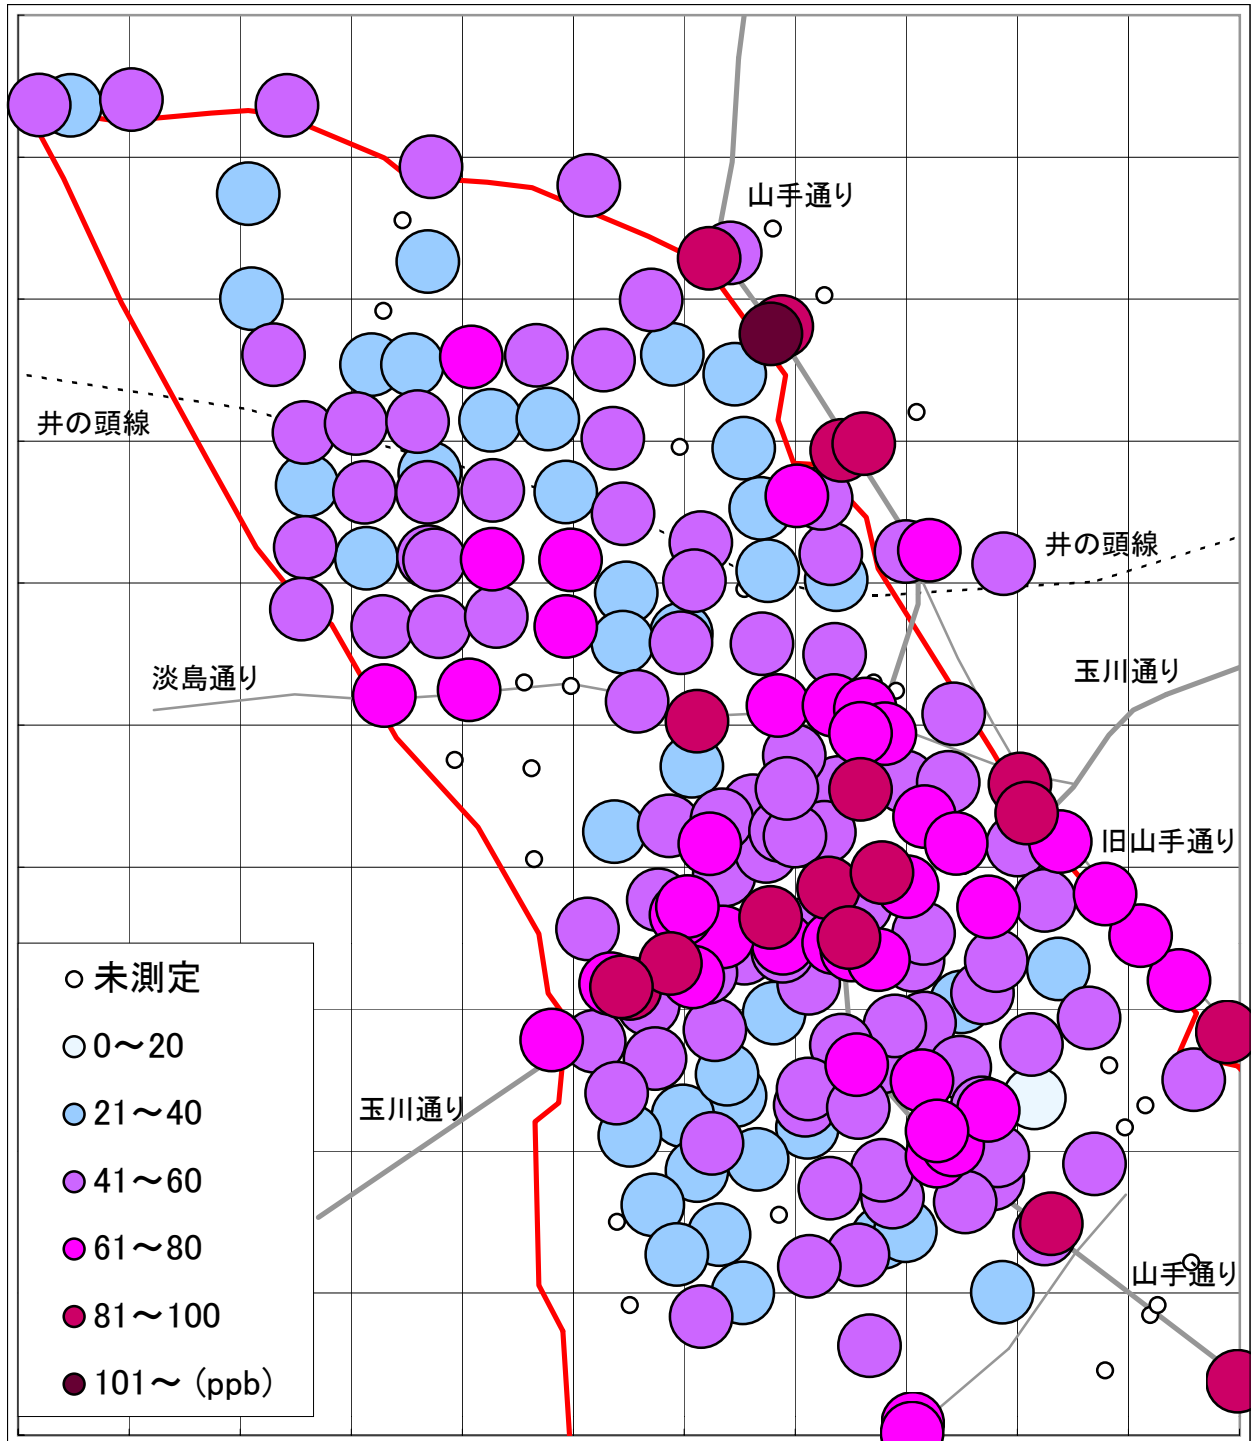 山手通り
井の頭線
井の頭線
淡島通り
玉川通り
旧山手通り
未測定
0～20
21～40
玉川通り
41～60
61～80
山手通り
81～100
101～ (ppb)